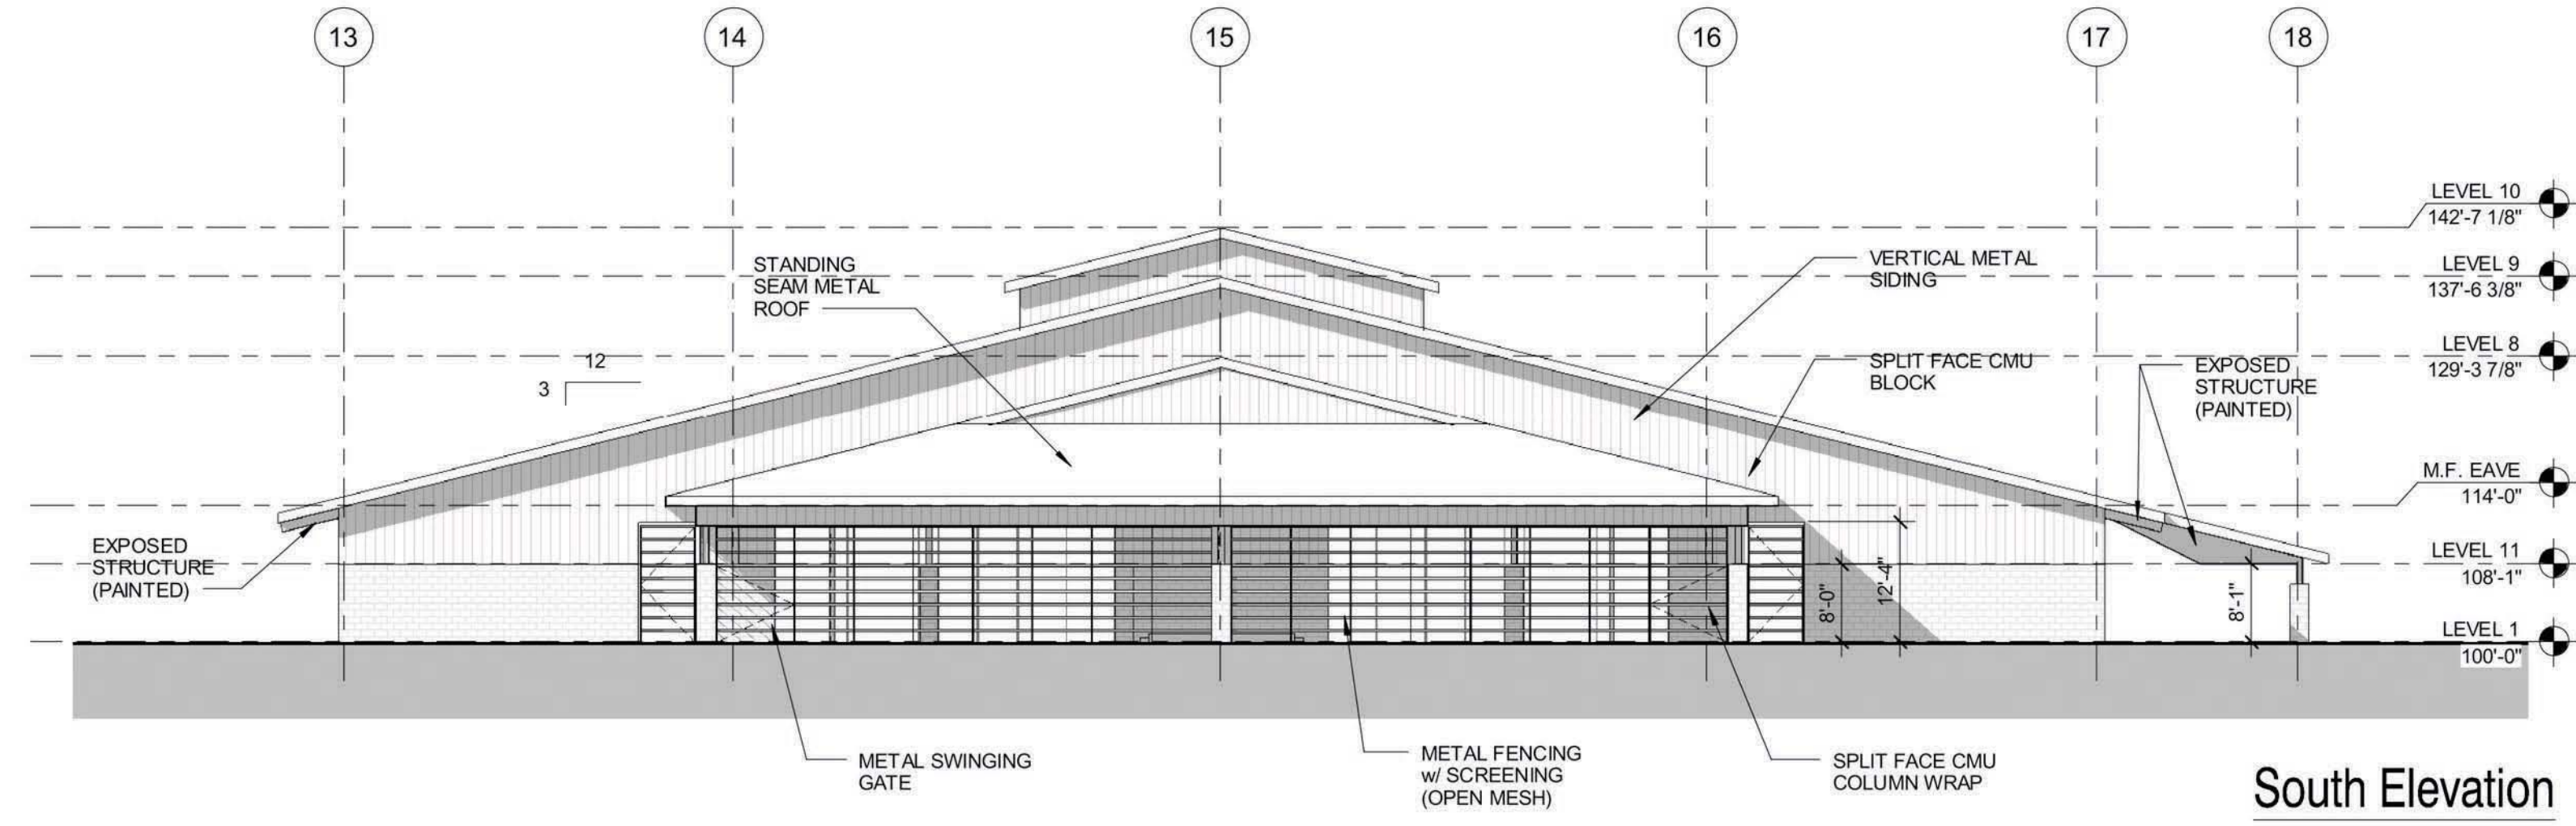 13
14
15
16
17
18
LEVEL 10
142'-7 1/8"
STANDING
SEAM METAL
ROOF
VERTICAL METAL
SIDING
LEVEL 9
137'-6 3/8"
12
3
SPLIT FACE CMU
BLOCK
EXPOSED
STRUCTURE
(PAINTED)
LEVEL 8
129'-3 7/8"
M.F. EAVE
114'-0"
EXPOSED
STRUCTURE
(PAINTED)
LEVEL 11
108'-1"
8'-0"
12'-4"
8'-1"
LEVEL 1
100'-0"
METAL SWINGING
GATE
METAL FENCING
w/ SCREENING
(OPEN MESH)
SPLIT FACE CMU
COLUMN WRAP
South Elevation